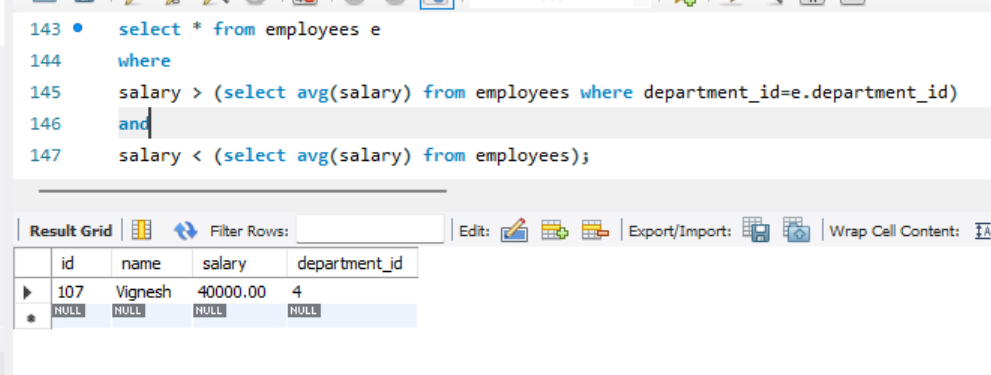 143 select * from employees e
144 where
145 salary > (select avg(salary) from employees where department_id=e.department_id)
146 and
147 salary < (select avg(salary) from employees);
Result Grid Filter Rows: Edit: Export/Import: Wrap Cell Content:
id name salary department_id
107 Vignesh 40000.00 4
NULL NULL NULL NULL